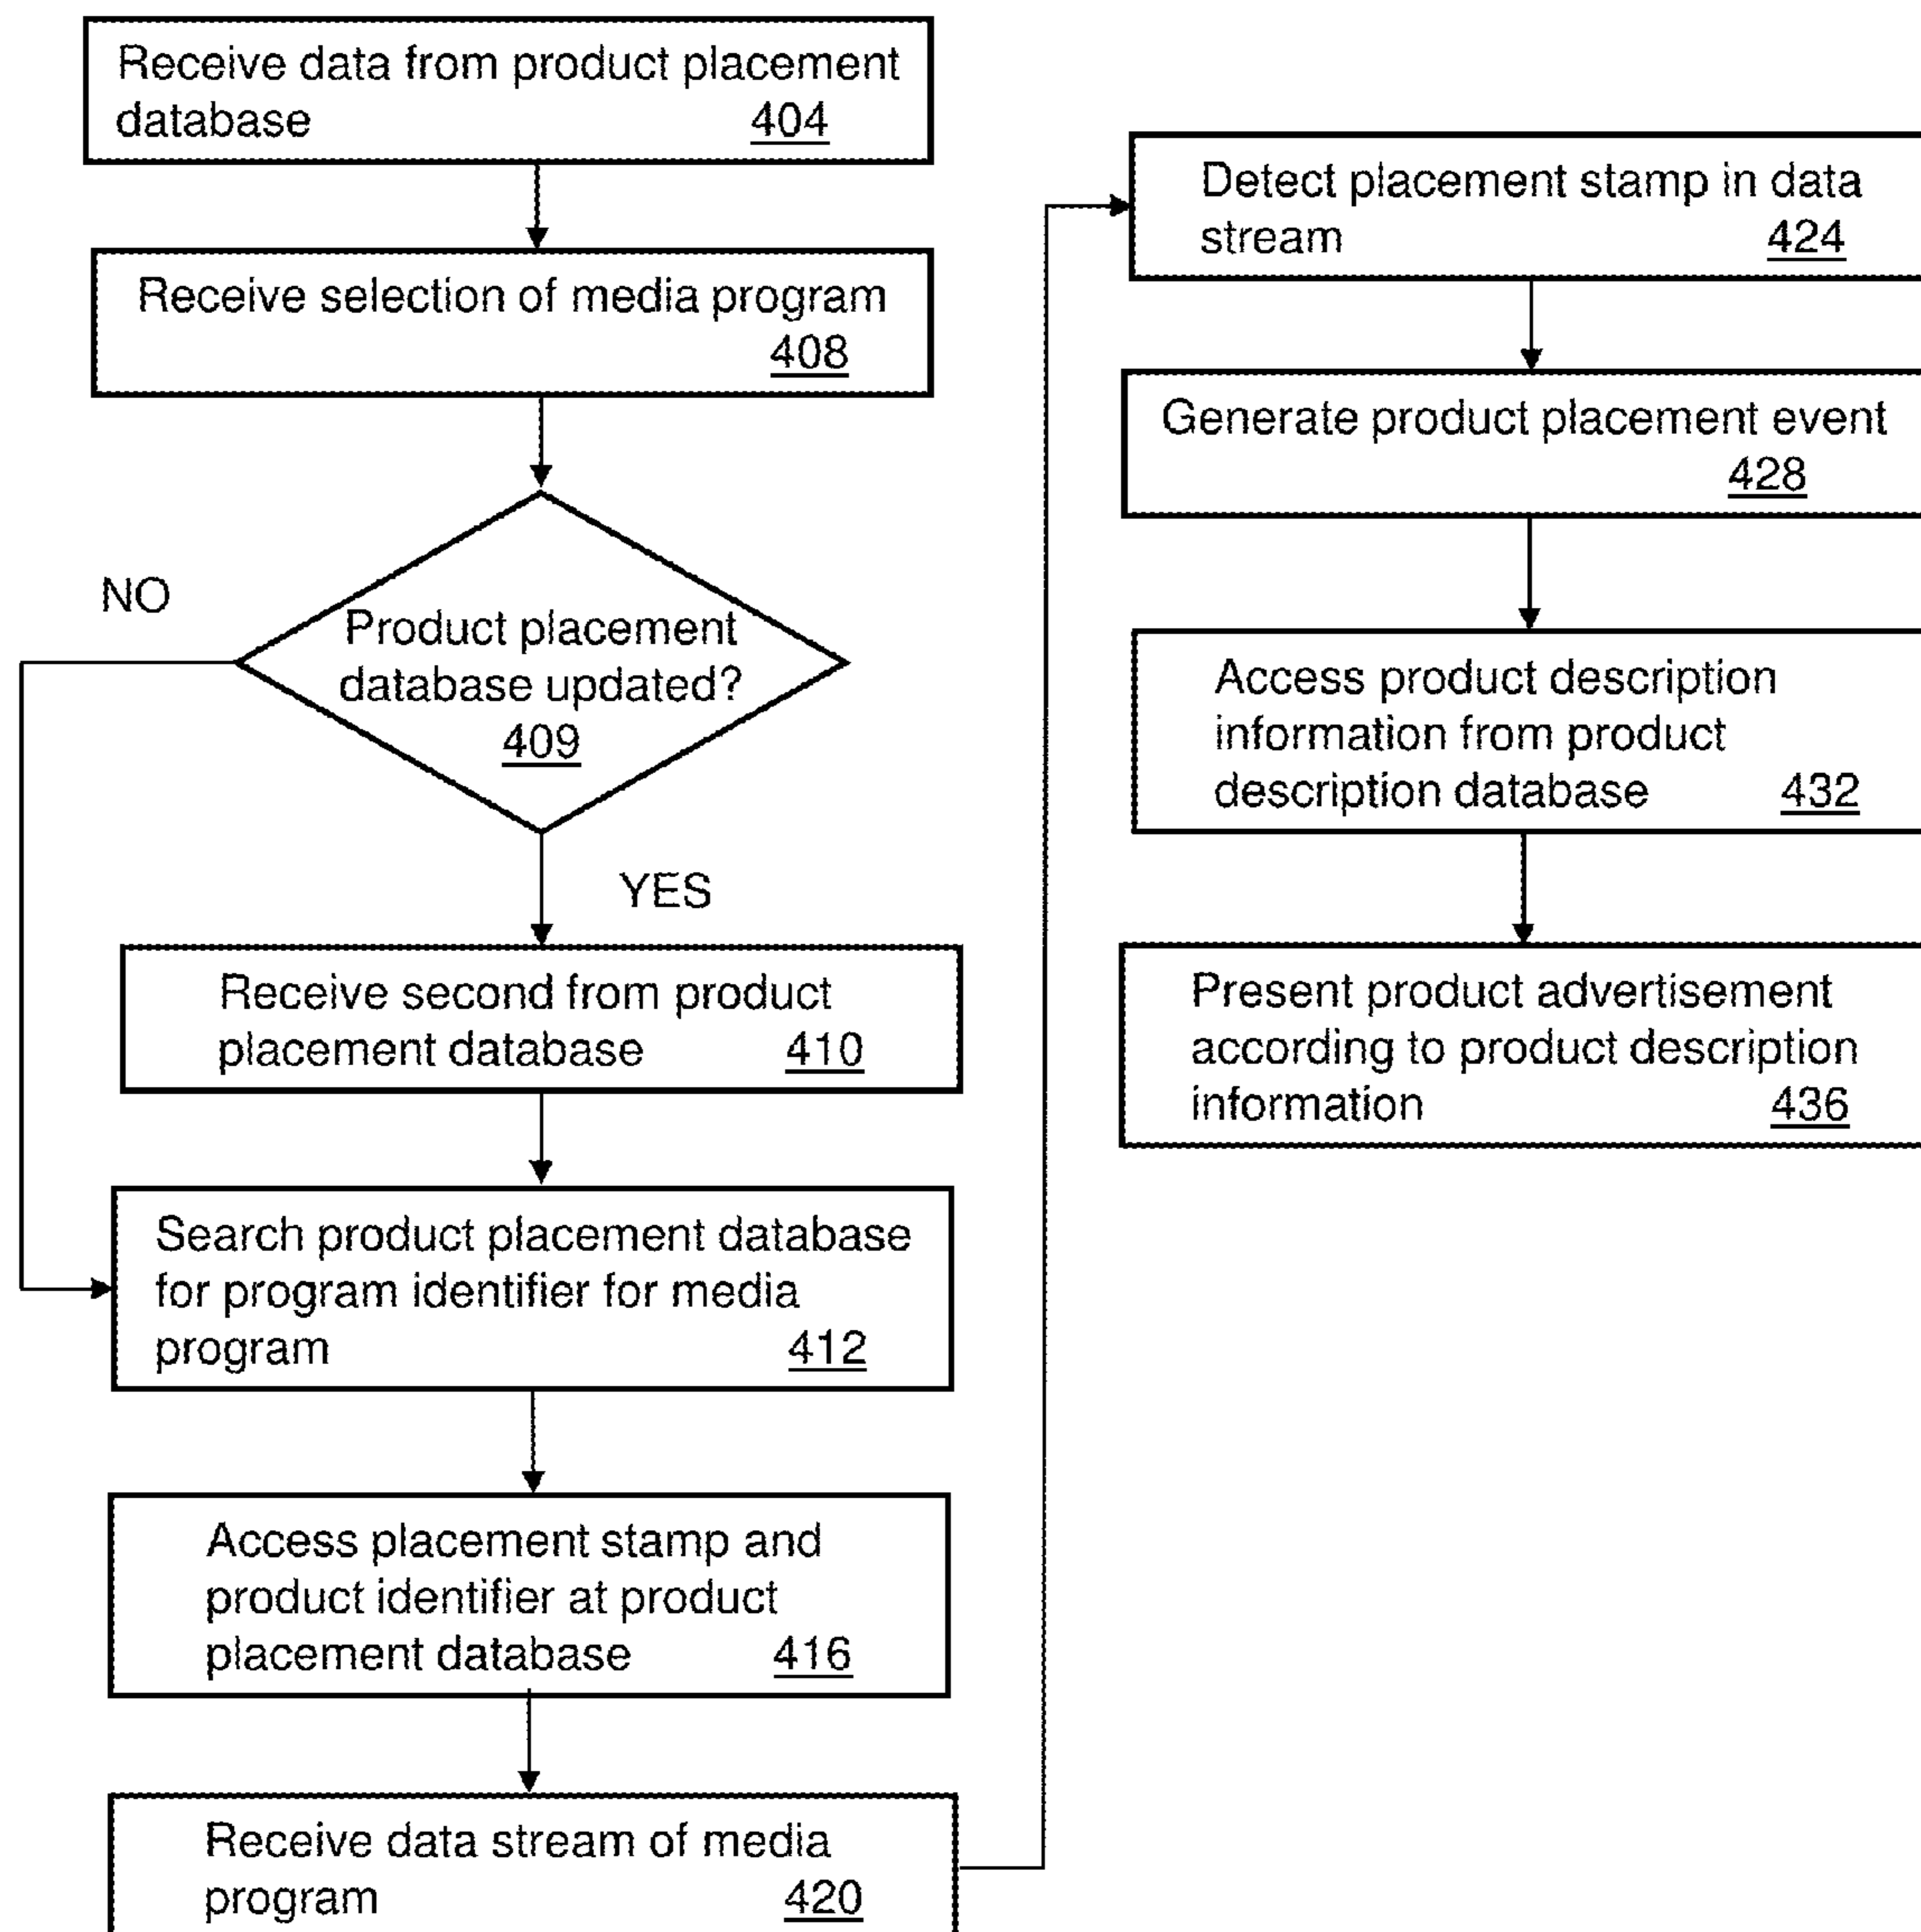 Receive data from product placement
database 404
Receive selection of media program
408
NO
Product placement
database updated?
409
YES
Receive second from product
placement database 410
Search product placement database
for program identifier for media
program 412
Access placement stamp and
product identifier at product
placement database 416
Receive data stream of media
program 420
Detect placement stamp in data
stream 424
Generate product placement event
428
Access product description
information from product
description database 432
Present product advertisement
according to product description
information 436